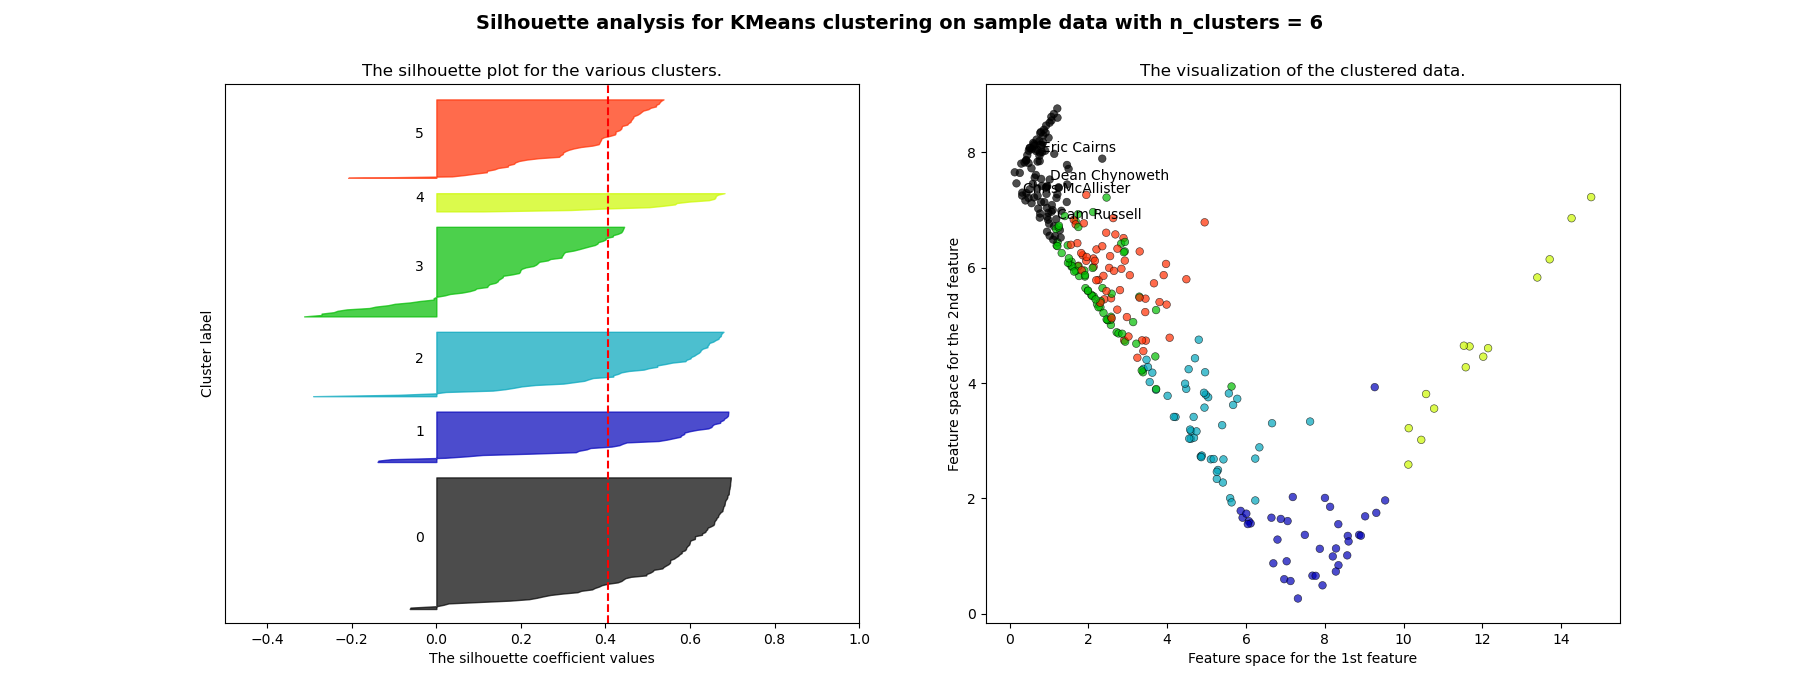 Silhouette analysis for KMeans clustering on sample data with n_clusters = 6
The silhouette plot for the various clusters.
5
4
3
2
1
0
Cluster label
−0.4 −0.2 0.0 0.2 0.4 0.6 0.8 1.0
The silhouette coefficient values
The visualization of the clustered data.
Eric Cairns
Dean Chynoweth
Chris McAllister
Cam Russell
8
6
4
2
0
Feature space for the 2nd feature
0 2 4 6 8 10 12 14
Feature space for the 1st feature